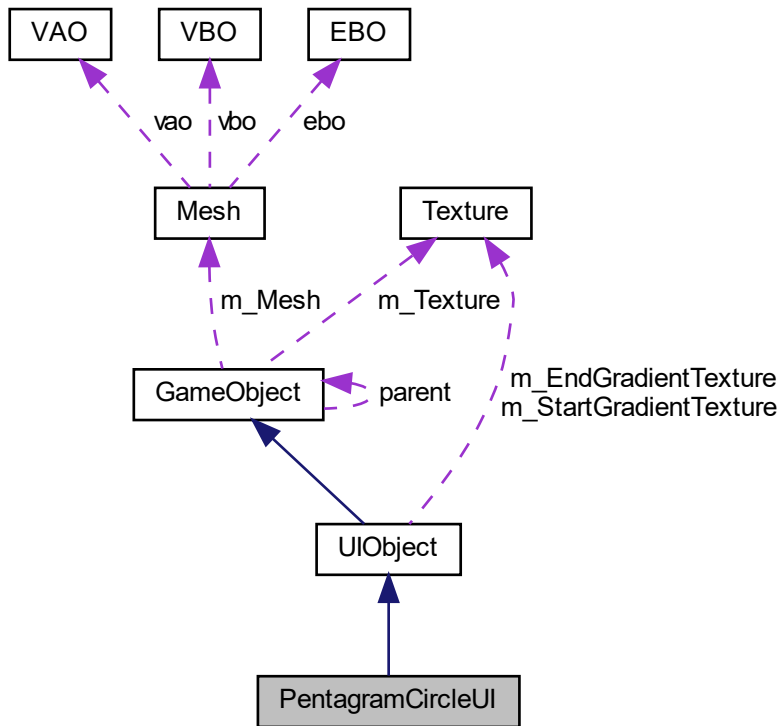 VAO
VBO
EBO
vao
vbo
ebo
Mesh
Texture
m_Mesh
m_Texture
GameObject
parent
m_EndGradientTexture
m_StartGradientTexture
UIObject
PentagramCircleUI